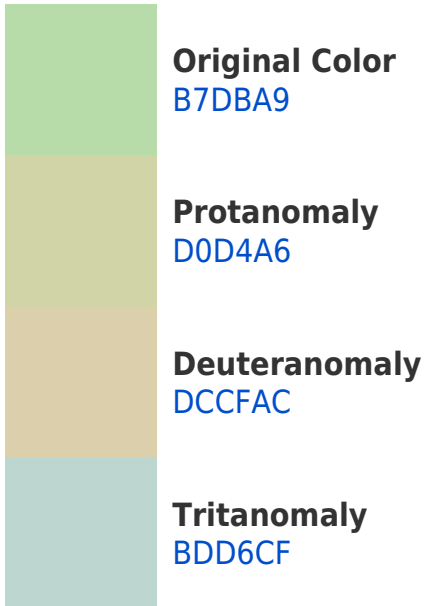 Original Color
B7DBA9
Protanomaly
D0D4A6
Deuteranomaly
DCCFAC
Tritanomaly
BDD6CF